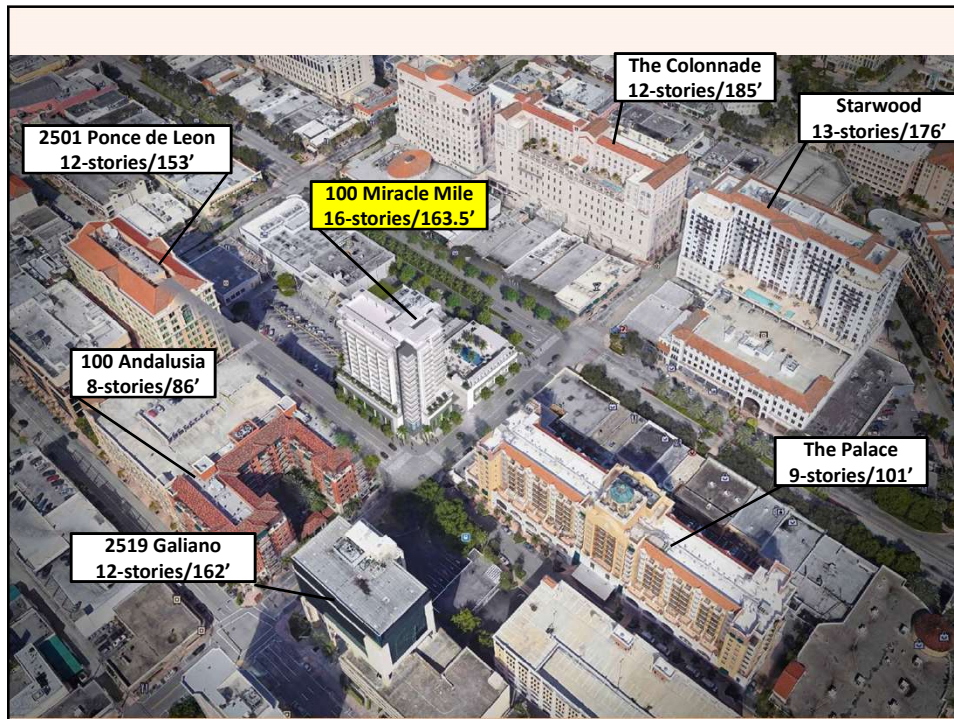 The Colonnade
12-stories/185’
Starwood
13-stories/176’
2501 Ponce de Leon
12-stories/153’
100 Miracle Mile
16-stories/163.5’
100 Andalusia
8-stories/86’
The Palace
9-stories/101’
2519 Galiano
12-stories/162’